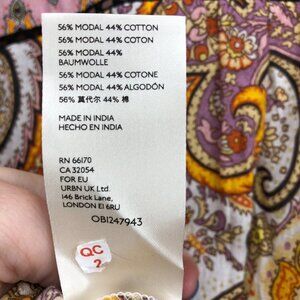 56% MODAL 44% COTTON
56% MODAL 44% COTON
56% MODAL 44%
BAUMWOLLE
56% MODAL 44% COTONE
56% MODAL 44% ALGODÓN
56% 莫代尔 44% 棉
MADE IN INDIA
HECHO EN INDIA
RN 66170
CA 32054
FOR EU
URBN UK Ltd.
146 Brick Lane,
LONDON E1 6RU
OB1247943
QC
2